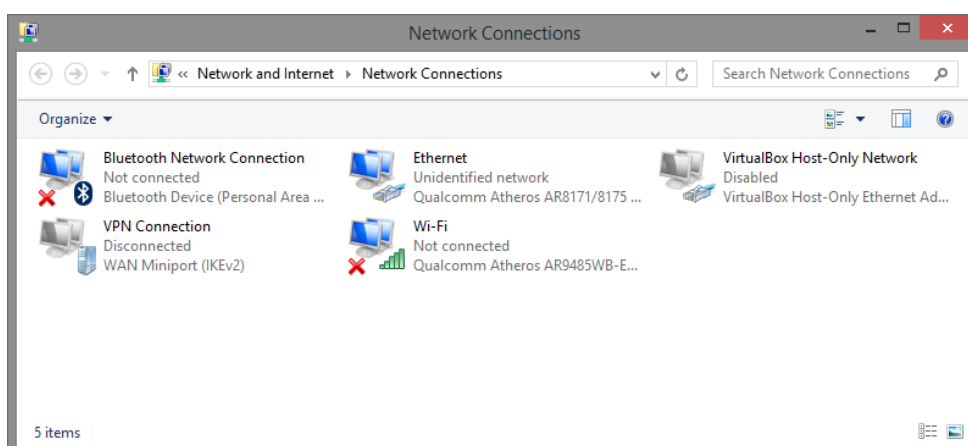 Network Connections
« Network and Internet Network Connections
Search Network Connections
Organize
Bluetooth Network Connection
Not connected
Bluetooth Device (Personal Area ...
Ethernet
Unidentified network
Qualcomm Atheros AR8171/8175 ...
VirtualBox Host-Only Network
Disabled
VirtualBox Host-Only Ethernet Ad...
VPN Connection
Disconnected
WAN Miniport (IKEv2)
Wi-Fi
Not connected
Qualcomm Atheros AR9485WB-E...
5 items